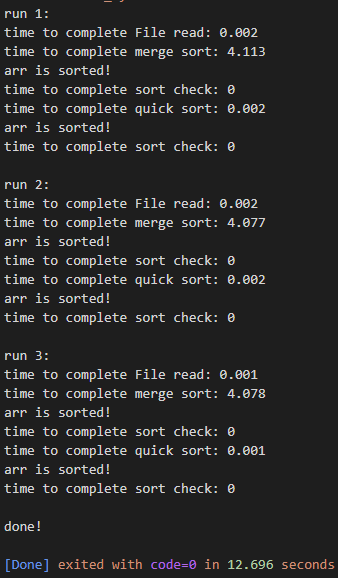 run 1:
time to complete File read: 0.002
time to complete merge sort: 4.113
arr is sorted!
time to complete sort check: 0
time to complete quick sort: 0.002
arr is sorted!
time to complete sort check: 0
run 2:
time to complete File read: 0.002
time to complete merge sort: 4.077
arr is sorted!
time to complete sort check: 0
time to complete quick sort: 0.002
arr is sorted!
time to complete sort check: 0
run 3:
time to complete File read: 0.001
time to complete merge sort: 4.078
arr is sorted!
time to complete sort check: 0
time to complete quick sort: 0.001
arr is sorted!
time to complete sort check: 0
done!
[Done] exited with code=0 in 12.696 seconds